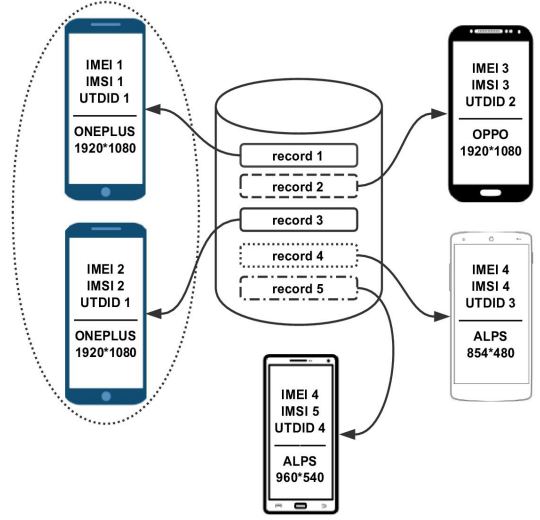 IMEI 1
IMSI 1
UTDID 1
ONEPLUS
1920*1080
IMEI 2
IMSI 2
UTDID 1
ONEPLUS
1920*1080
record 1
record 2
record 3
record 4
record 5
IMEI 3
IMSI 3
UTDID 2
OPPO
1920*1080
IMEI 4
IMSI 4
UTDID 3
ALPS
854*480
IMEI 4
IMSI 5
UTDID 4
ALPS
960*540